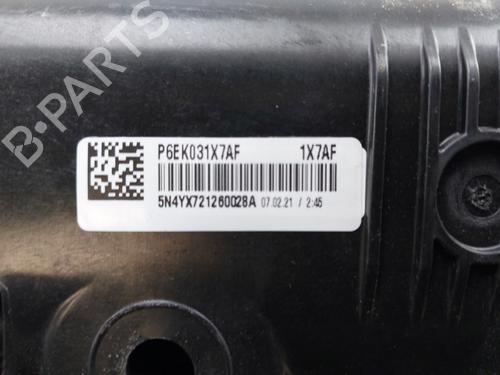 B-PARTS
P6EK031X7AF 1X7AF
5N4YX721260028A 07.02.21 / 2:45